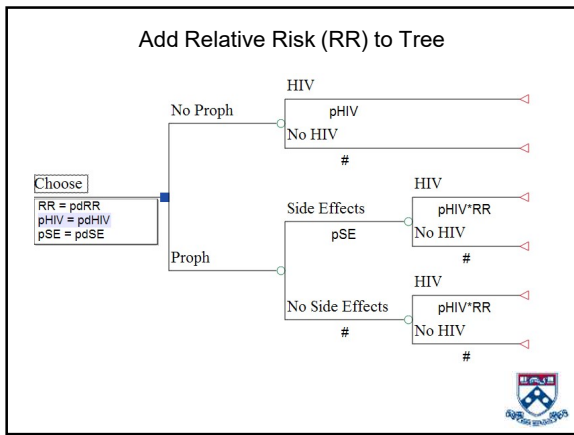 Add Relative Risk (RR) to Tree
HIV
pHIV
No Proph
No HIV
#
Choose
RR = pdRR
pHIV = pdHIV
pSE = pdSE
HIV
Side Effects
pHIV*RR
pSE
No HIV
#
Proph
HIV
No Side Effects
pHIV*RR
#
No HIV
#